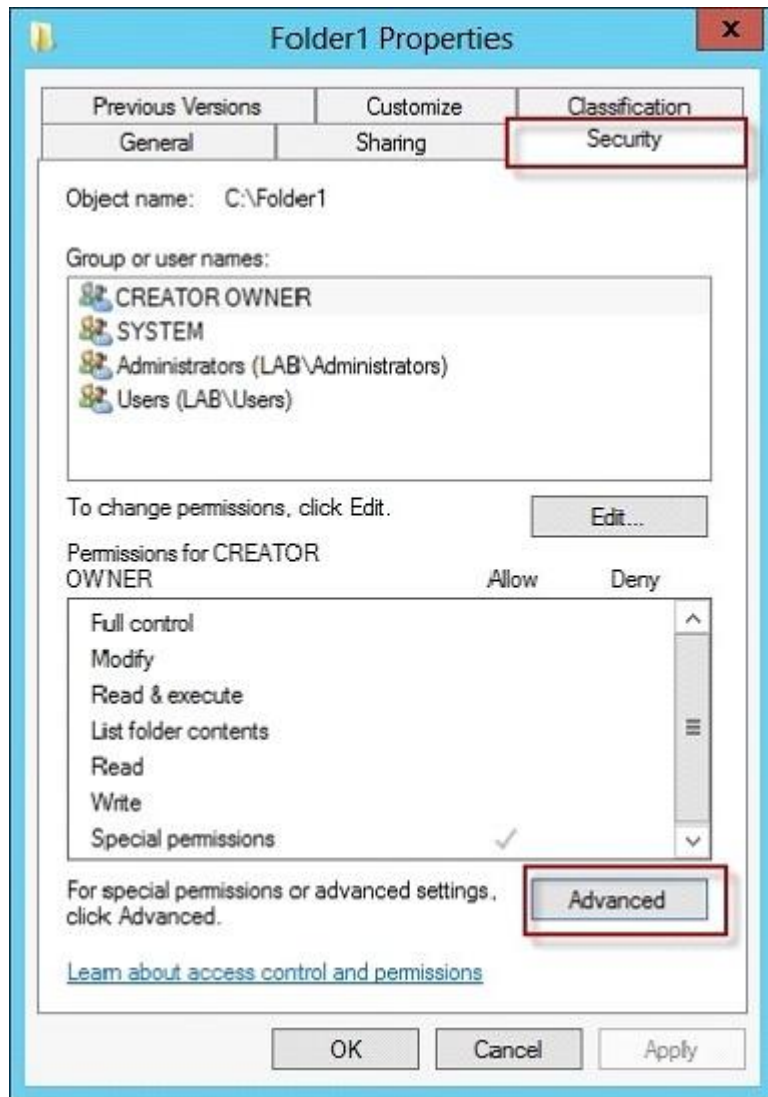 Folder1 Properties
x
Previous Versions Customize Classification
General Sharing Security
Object name: C:\Folder1
Group or user names:
CREATOR OWNER
SYSTEM
Administrators (LAB\Administrators)
Users (LAB\Users)
To change permissions, click Edit.
Edit...
Permissions for CREATOR
OWNER Allow Deny
Full control
Modify
Read & execute
List folder contents
Read
Write
Special permissions
For special permissions or advanced settings,
click Advanced.
Advanced
Learn about access control and permissions
OK Cancel Apply